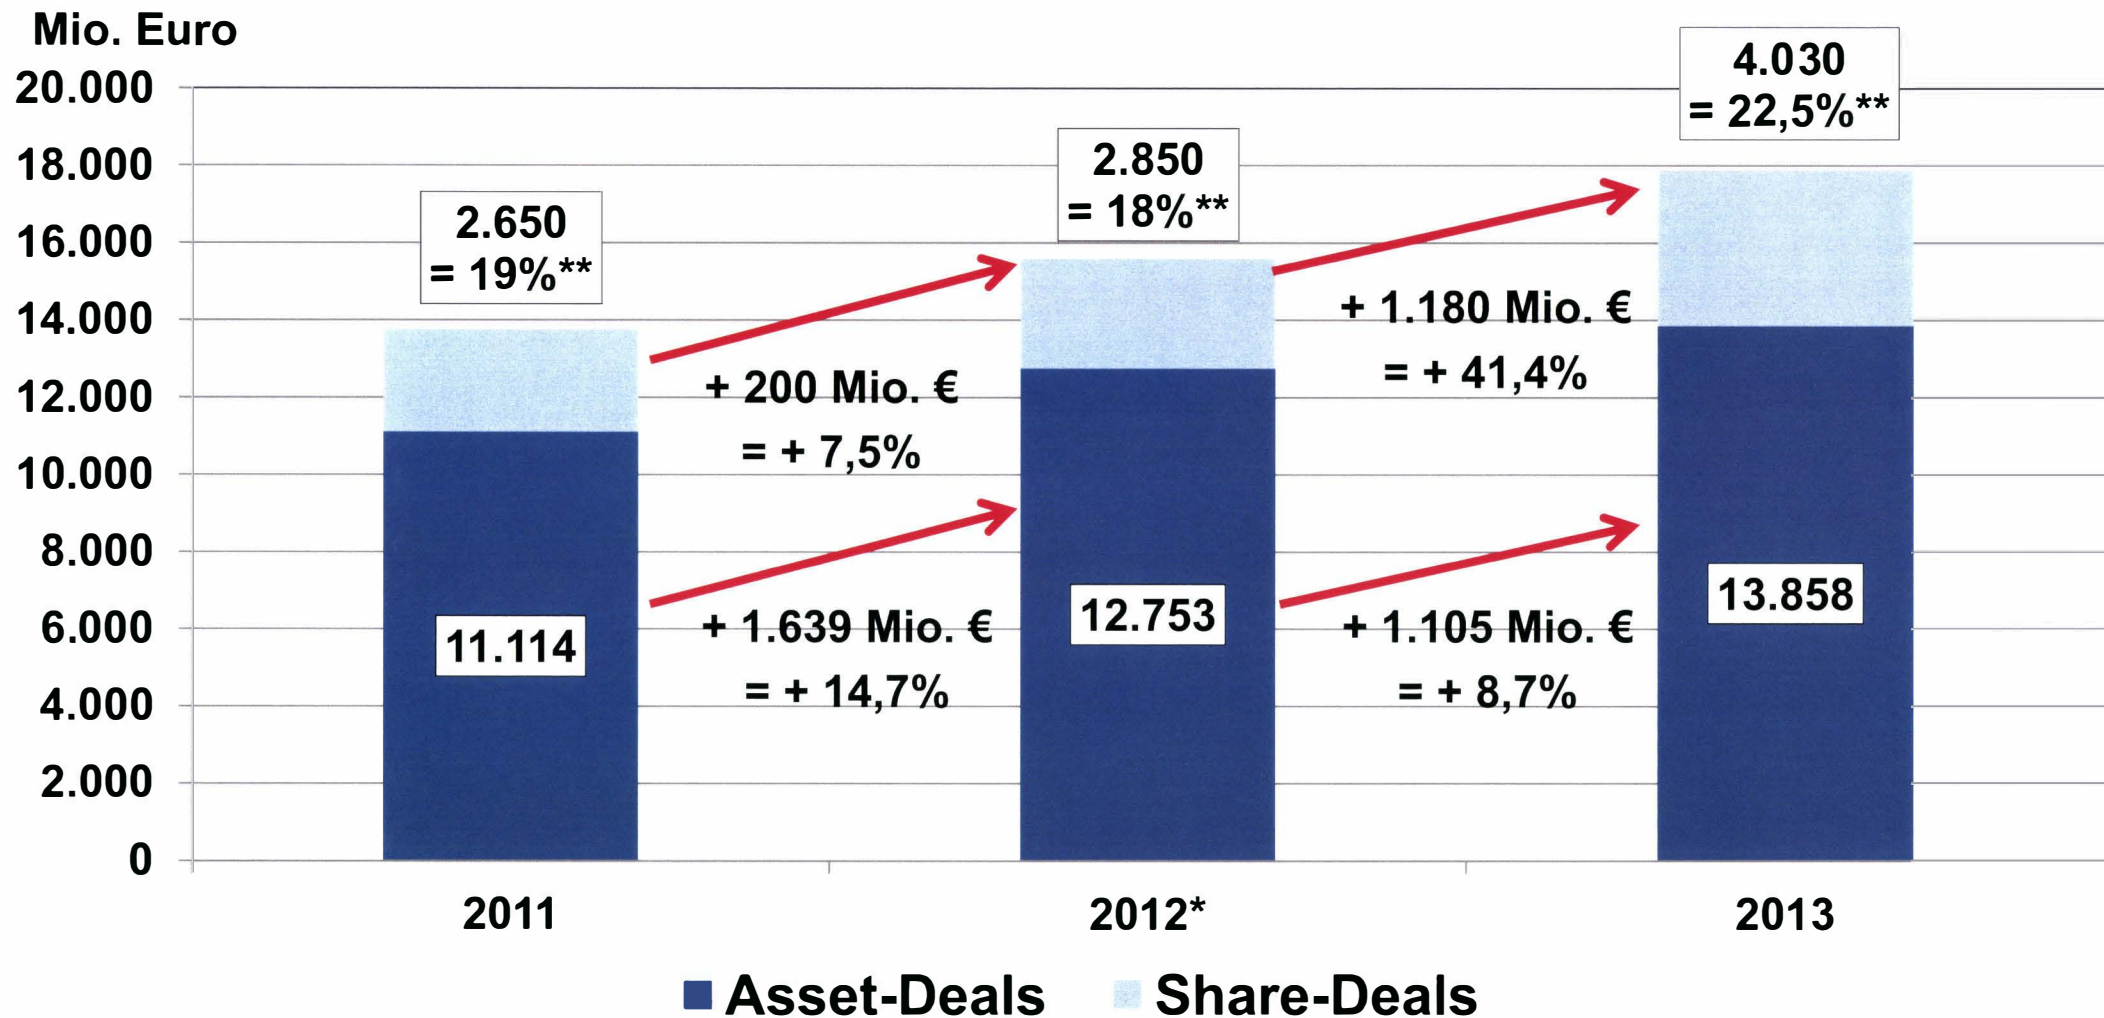 Mio. Euro
20.000
18.000
16.000
14.000
12.000
10.000
8.000
6.000
4.000
2.000
0
2.650
= 19%**
2.850
= 18%**
4.030
= 22,5%**
+ 200 Mio. €
= + 7,5%
+ 1.180 Mio. €
= + 41,4%
11.114
12.753
13.858
+ 1.639 Mio. €
= + 14,7%
+ 1.105 Mio. €
= + 8,7%
2011
2012*
2013
Asset-Deals
Share-Deals